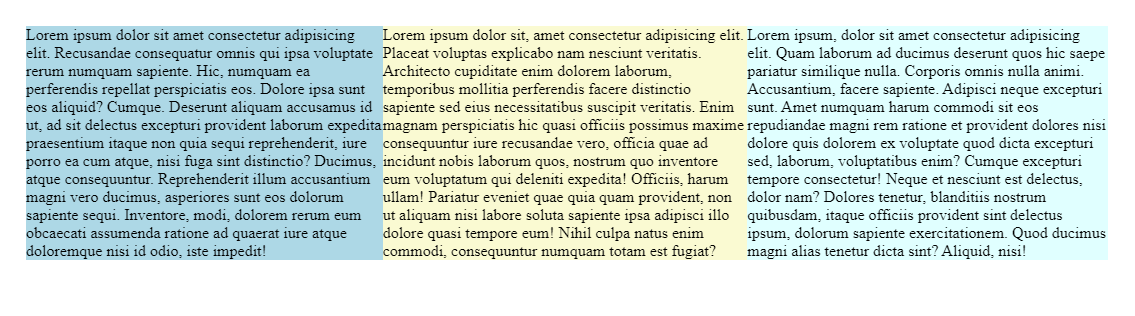 Lorem ipsum dolor sit amet consectetur adipisicing
elit. Recusandae consequatur omnis qui ipsa voluptate
rerum numquam sapiente. Hic, numquam ea
perferendis repellat perspiciatis eos. Dolore ipsa sunt
eos aliquid? Cumque. Deserunt aliquam accusamus id
ut, ad sit delectus excepturi provident laborum expedita
praesentium itaque non quia sequi reprehenderit, iure
porro ea cum atque, nisi fuga sint distinctio? Ducimus,
atque consequuntur. Reprehenderit illum accusantium
magni vero ducimus, asperiores sunt eos dolorum
sapiente sequi. Inventore, modi, dolorem rerum eum
obcaecati assumenda ratione ad quaerat iure atque
doloremque nisi id odio, iste impedit!
Lorem ipsum dolor sit, amet consectetur adipisicing elit.
Placeat voluptas explicabo nam nesciunt veritatis.
Architecto cupiditate enim dolorem laborum,
temporibus mollitia perferendis facere distinctio
sapiente sed eius necessitatibus suscipit veritatis. Enim
magnam perspiciatis hic quasi officiis possimus maxime
consequuntur iure recusandae vero, officia quae ad
incidunt nobis laborum quos, nostrum quo inventore
eum voluptatum qui deleniti expedita! Officiis, harum
ullam! Pariatur eveniet quae quia quam provident, non
ut aliquam nisi labore soluta sapiente ipsa adipisci illo
dolore quasi tempore eum! Nihil culpa natus enim
commodi, consequuntur numquam totam est fugiat?
Lorem ipsum, dolor sit amet consectetur adipisicing
elit. Quam laborum ad ducimus deserunt quos hic saepe
pariatur similique nulla. Corporis omnis nulla animi.
Accusantium, facere sapiente. Adipisci neque excepturi
sunt. Amet numquam harum commodi sit eos
repudiandae magni rem ratione et provident dolores nisi
dolore quis dolorem ex voluptate quod dicta excepturi
sed, laborum, voluptatibus enim? Cumque excepturi
tempore consectetur! Neque et nesciunt est delectus,
dolor nam? Dolores tenetur, blanditiis nostrum
quibusdam, itaque officiis provident sint delectus
ipsum, dolorum sapiente exercitationem. Quod ducimus
magni alias tenetur dicta sint? Aliquid, nisi!